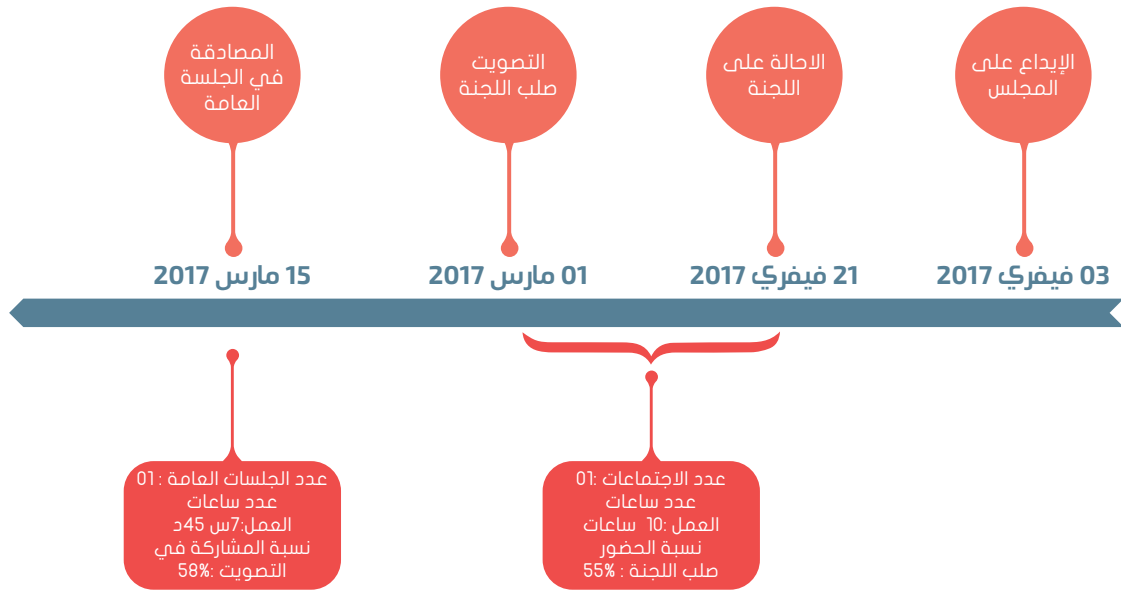 الإيداع على
المجلس
الاحالة على
اللجنة
التصويت
صلب اللجنة
المصادقة
في الجلسة
العامة
03 فيفري 2017
21 فيفري 2017
01 مارس 2017
15 مارس 2017
عدد الاجتماعات :01
عدد ساعات
العمل :10 ساعات
نسبة الحضور
صلب اللجنة : 55%
عدد الجلسات العامة : 01
عدد ساعات
العمل:7س 45د
نسبة المشاركة في
التصويت :58%